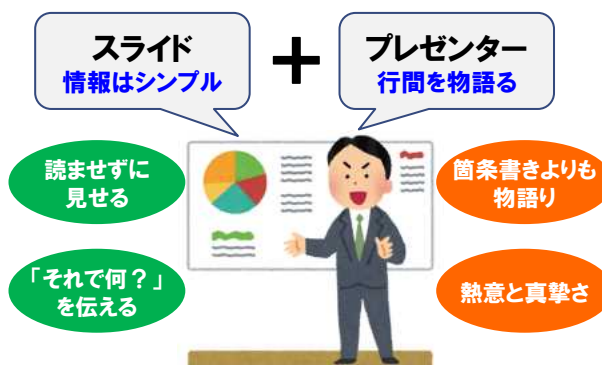 スライド
情報はシンプル
+
プレゼンター
行間を物語る
読ませずに
見せる
「それで何？」
を伝える
箇条書きよりも
物語り
熱意と真摯さ